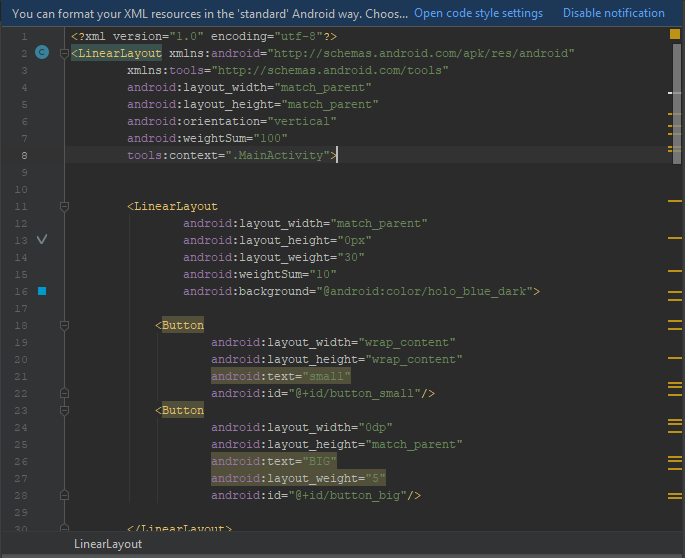 You can format your XML resources in the 'standard' Android way. Choos... Open code style settings Disable notification
1 <?xml version="1.0" encoding="utf-8"?>
2 <LinearLayout xmlns:android="http://schemas.android.com/apk/res/android"
3 xmlns:tools="http://schemas.android.com/tools"
4 android:layout_width="match_parent"
5 android:layout_height="match_parent"
6 android:orientation="vertical"
7 android:weightSum="100"
8 tools:context=".MainActivity">
9
10
11 <LinearLayout
12 android:layout_width="match_parent"
13 android:layout_height="0px"
14 android:layout_weight="30"
15 android:weightSum="10"
16 android:background="@android:color/holo_blue_dark">
17
18 <Button
19 android:layout_width="wrap_content"
20 android:layout_height="wrap_content"
21 android:text="small"
22 android:id="@+id/button_small"/>
23 <Button
24 android:layout_width="0dp"
25 android:layout_height="match_parent"
26 android:text="BIG"
27 android:layout_weight="5"
28 android:id="@+id/button_big"/>
29
30 </LinearLayout>
LinearLayout